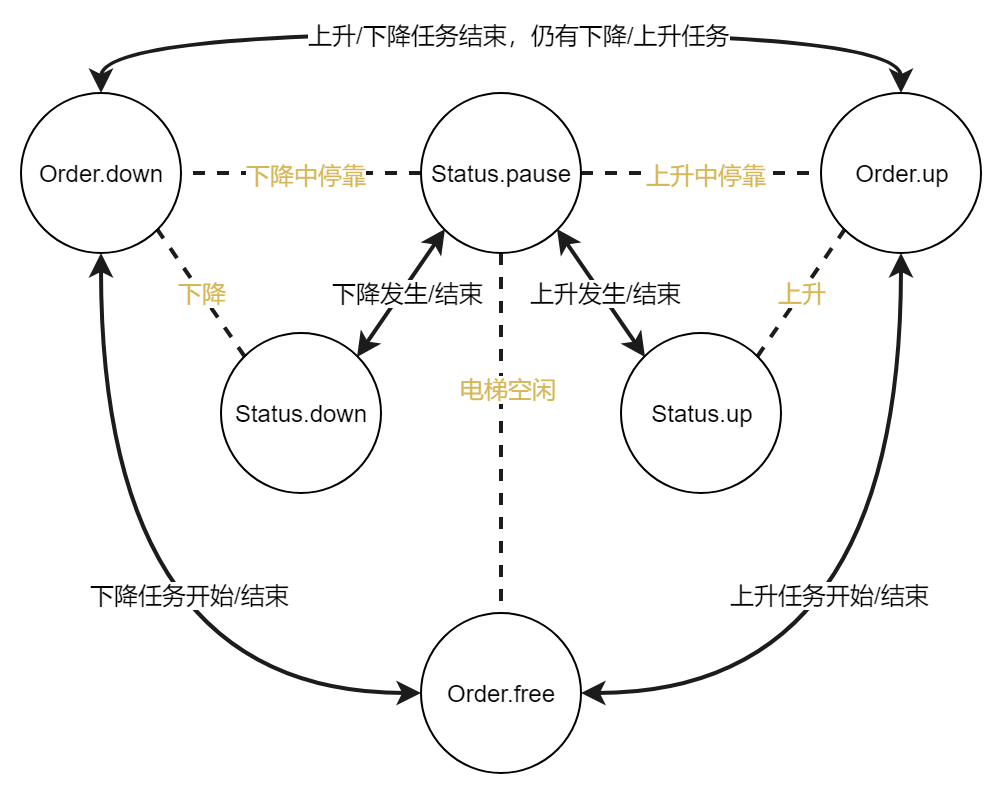 上升/下降任务结束，仍有下降/上升任务
Order.down
下降中停靠
Status.pause
上升中停靠
Order.up
下降
下降发生/结束
上升发生/结束
上升
电梯空闲
Status.down
Status.up
下降任务开始/结束
上升任务开始/结束
Order.free